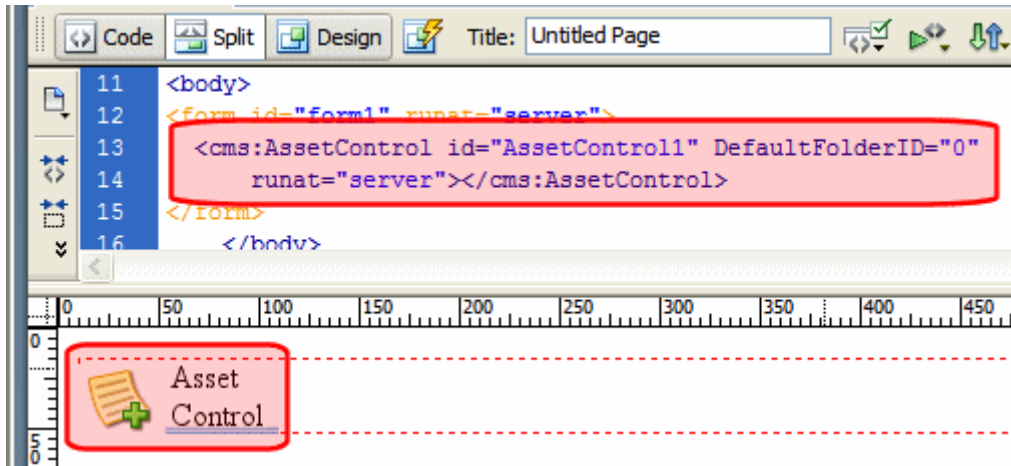 Code Split Design Title: Untitled Page
11 <body>
12 <form id="form1" runat="server">
13 <cms:AssetControl id="AssetControl1" DefaultFolderID="0"
14 runat="server"></cms:AssetControl>
15 </form>
16 </body>
0 50 100 150 200 250 300 350 400 450
0
Asset
Control
50